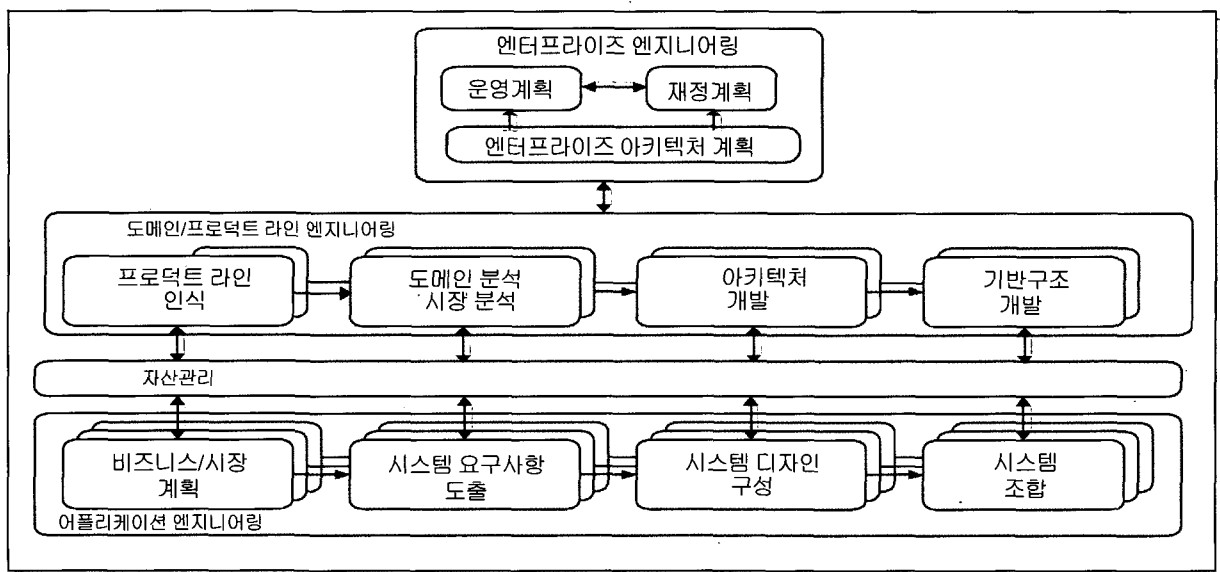 엔터프라이즈 엔지니어링
운영계획
재정계획
엔터프라이즈 아키텍처 계획
도메인/프로덕트 라인 엔지니어링
프로덕트 라인
인식
도메인 분석
시장 분석
아키텍처
개발
기반구조
개발
자산관리
비즈니스/시장
계획
시스템 요구사항
도출
시스템 디자인
구성
시스템
조합
어플리케이션 엔지니어링